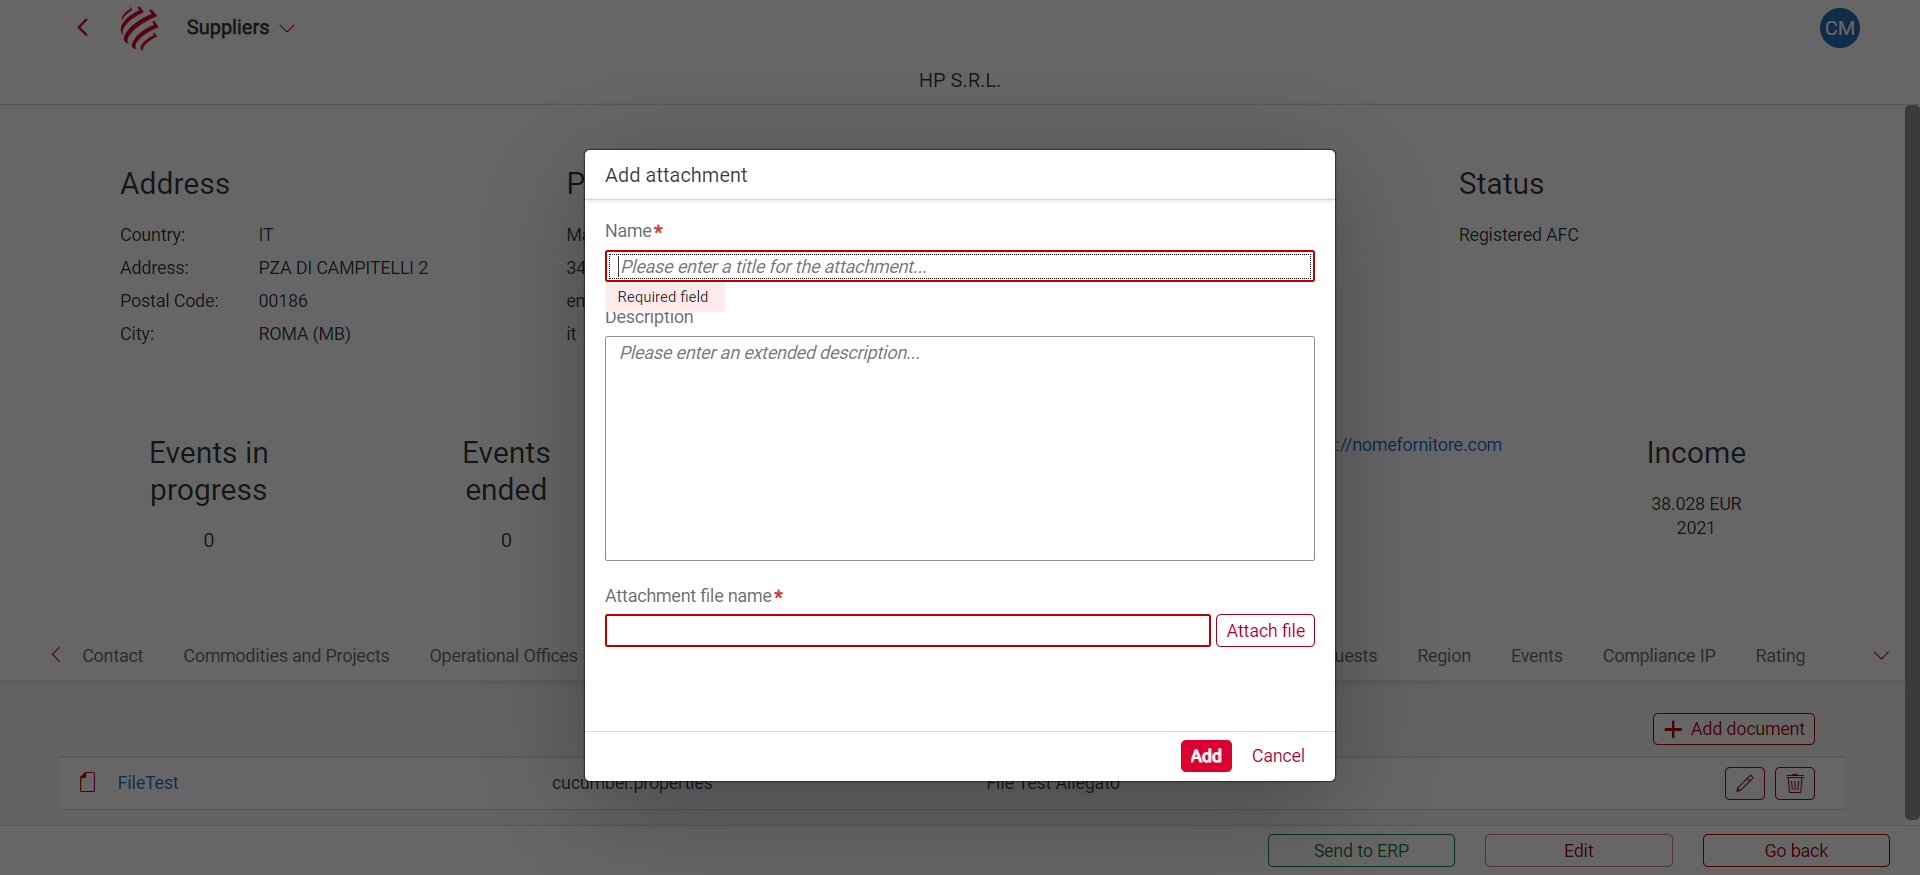 Suppliers
CM
HP S.R.L.
Address
Country: IT
Address: PZA DI CAMPITELLI 2
Postal Code: 00186
City: ROMA (MB)
P
Ma
34
em
it
Status
Registered AFC
Add attachment
Name*
Please enter a title for the attachment...
Required field
Description
Please enter an extended description...
Attachment file name*
Attach file
Add Cancel
Events in
progress
0
Events
ended
0
://nomefornitore.com
Income
38.028 EUR
2021
Contact Commodities and Projects Operational Offices uests Region Events Compliance IP Rating
Add document
FileTest cucumber.properties File Test Allegato
Send to ERP Edit Go back